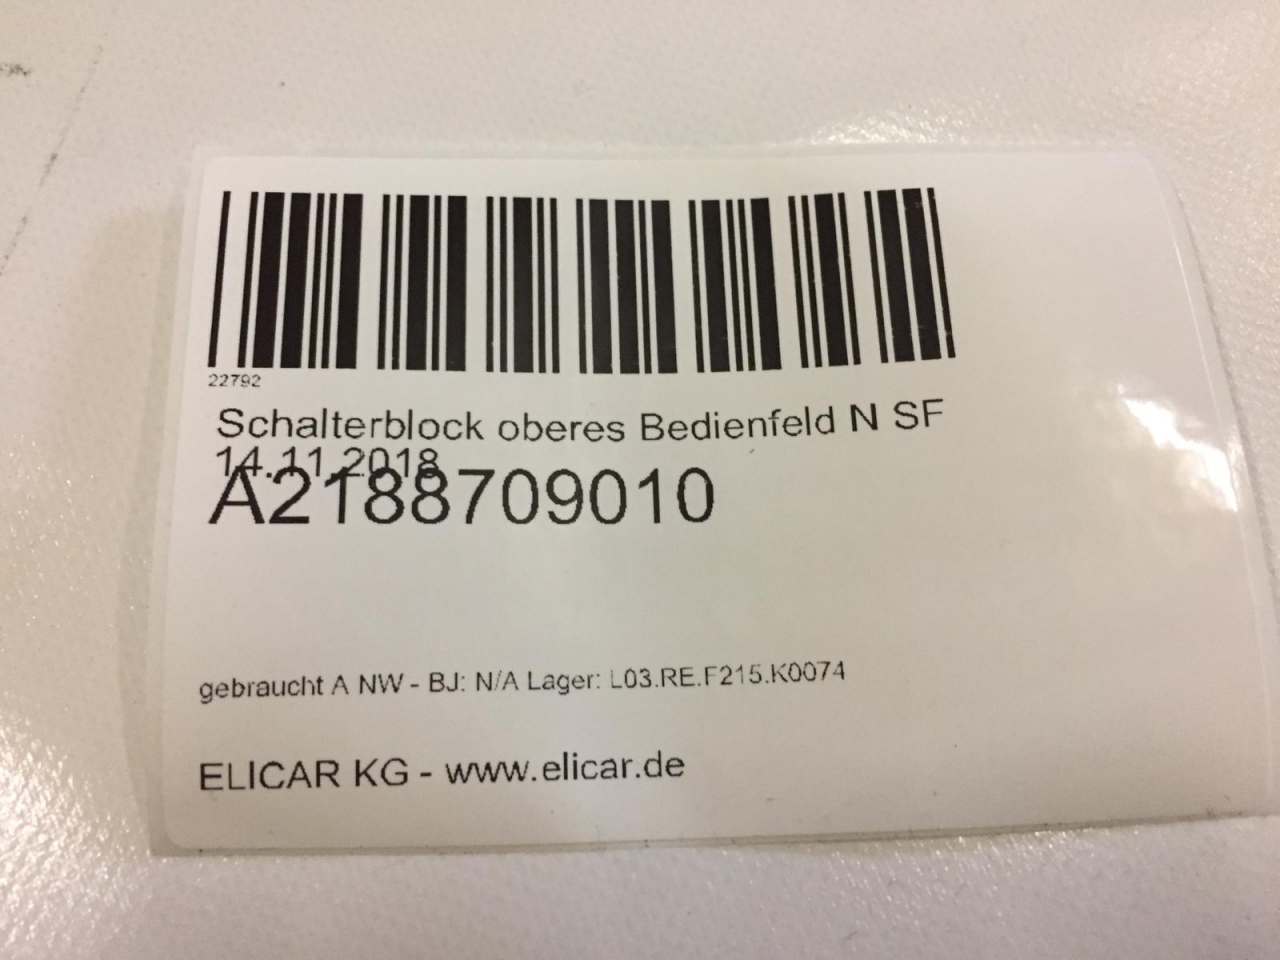 22792
Schalterblock oberes Bedienfeld N SF
14.11.2018
A2188709010
gebraucht A NW - BJ: N/A Lager: L03.RE.F215.K0074
ELICAR KG - www.elicar.de